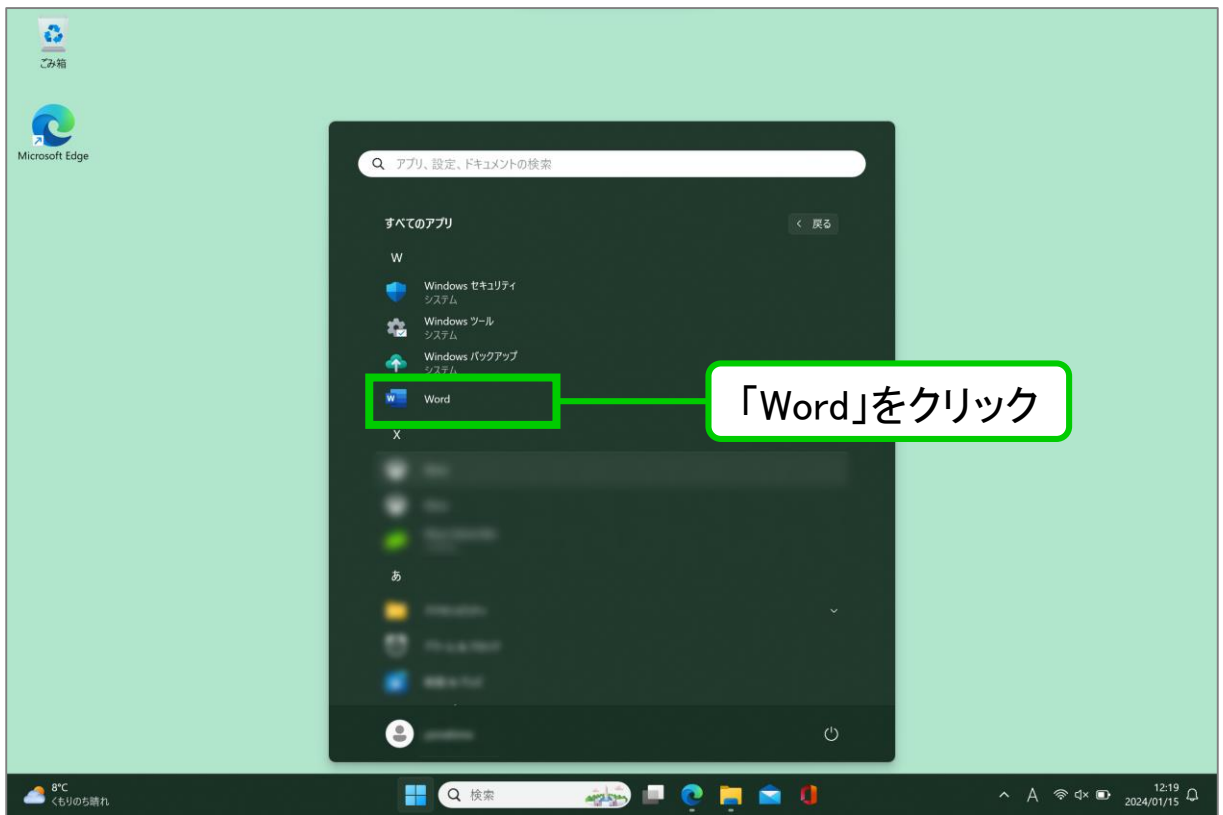 ごみ箱
Microsoft Edge
アプリ、設定、ドキュメントの検索
すべてのアプリ
戻る
W
Windows セキュリティ
システム
Windows ツール
システム
Windows バックアップ
システム
Word
「Word」をクリック
X
あ
8°C
くもりのち晴れ
検索
A
12:19
2024/01/15